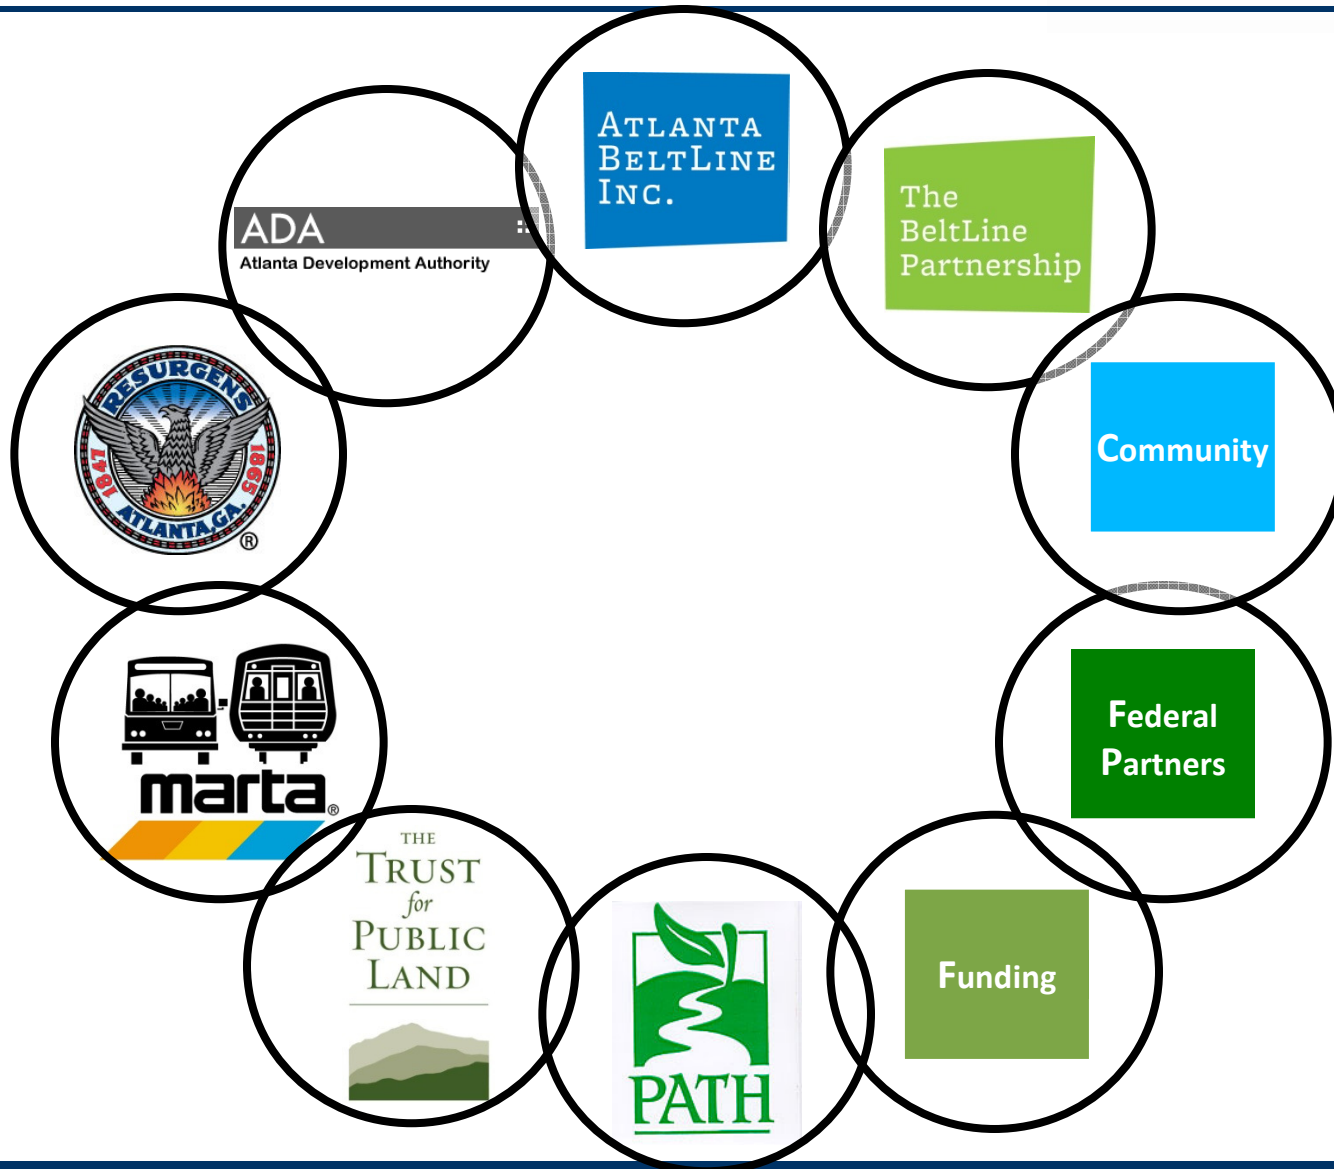 ATLANTA
BELTLINE
INC.
The
BeltLine
Partnership
Community
Federal
Partners
Funding
PATH
THE
TRUST
for
PUBLIC
LAND
marta®
RESURGENS
1847
1865
ATLANTA, GA.
®
ADA
Atlanta Development Authority